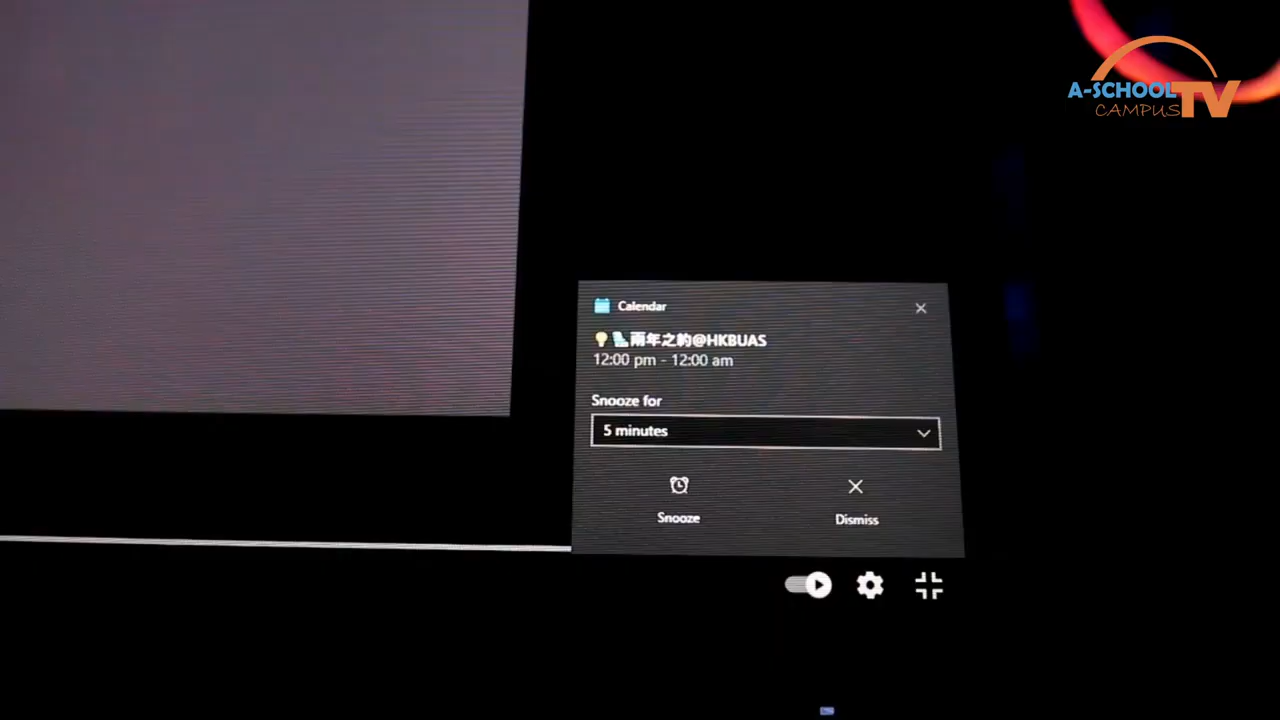 A-SCHOOL
CAMPUS TV
Calendar
兩年之約@HKBUAS
12:00 pm - 12:00 am
Snooze for
5 minutes
Snooze
Dismiss